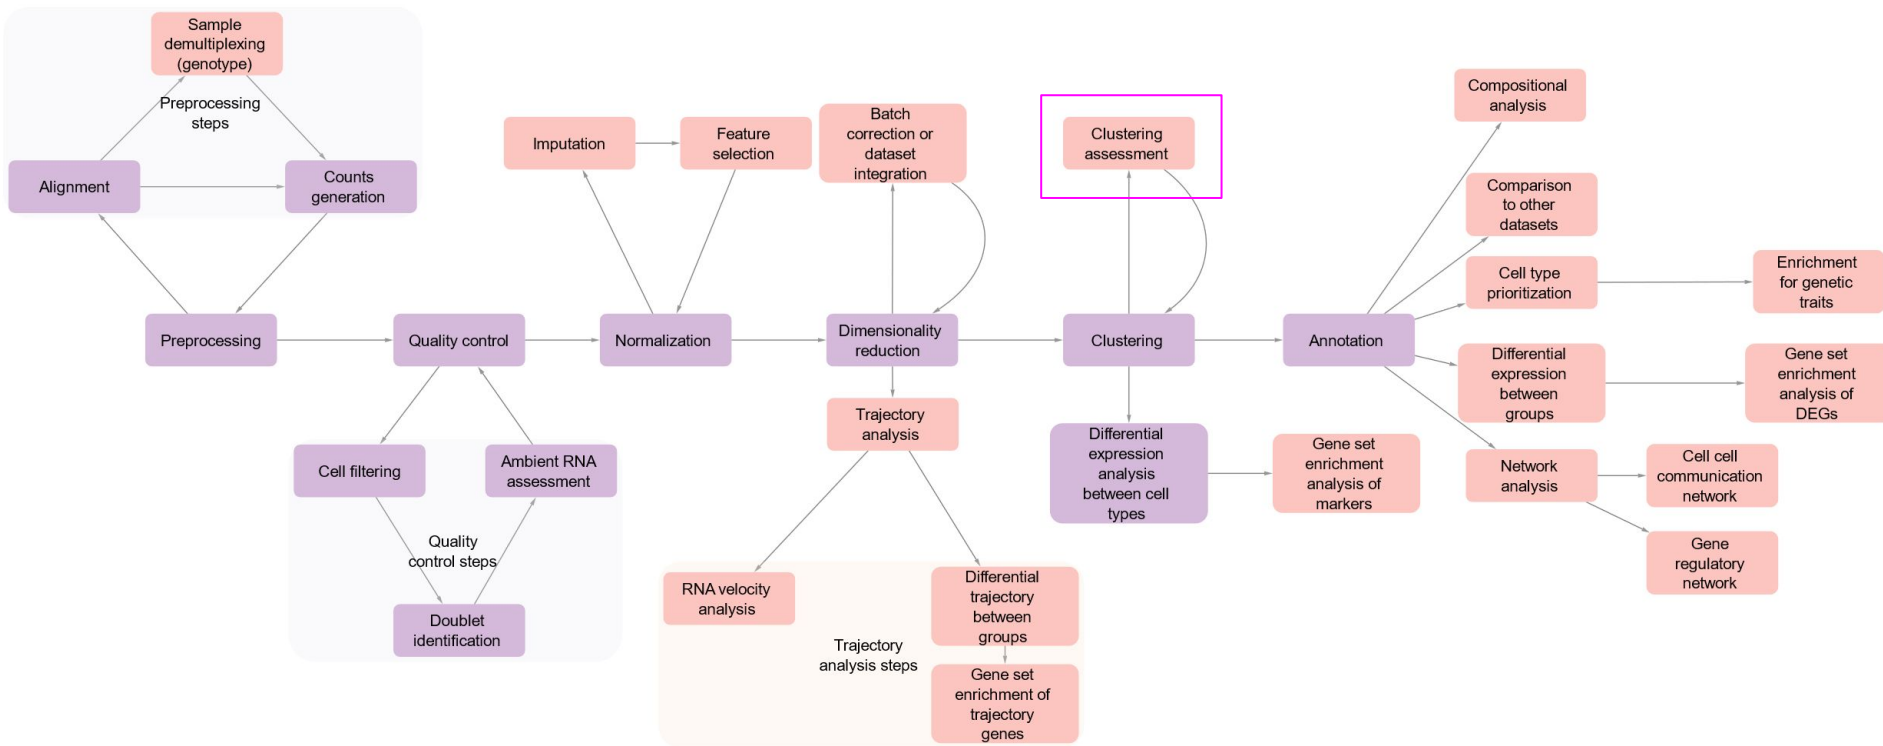 Sample
demultiplexing
(genotype)
Preprocessing
steps
Alignment
Counts
generation
Preprocessing
Quality control
Cell filtering
Ambient RNA
assessment
Quality
control steps
Doublet
identification
Imputation
Feature
selection
Normalization
Batch
correction or
dataset
integration
Dimensionality
reduction
Trajectory
analysis
RNA velocity
analysis
Trajectory
analysis steps
Differential
trajectory
between
groups
Gene set
enrichment of
trajectory
genes
Clustering
assessment
Clustering
Differential
expression
analysis
between cell
types
Gene set
enrichment
analysis of
markers
Annotation
Compositional
analysis
Comparison
to other
datasets
Cell type
prioritization
Enrichment
for genetic
traits
Differential
expression
between
groups
Gene set
enrichment
analysis of
DEGs
Network
analysis
Cell cell
communication
network
Gene
regulatory
network